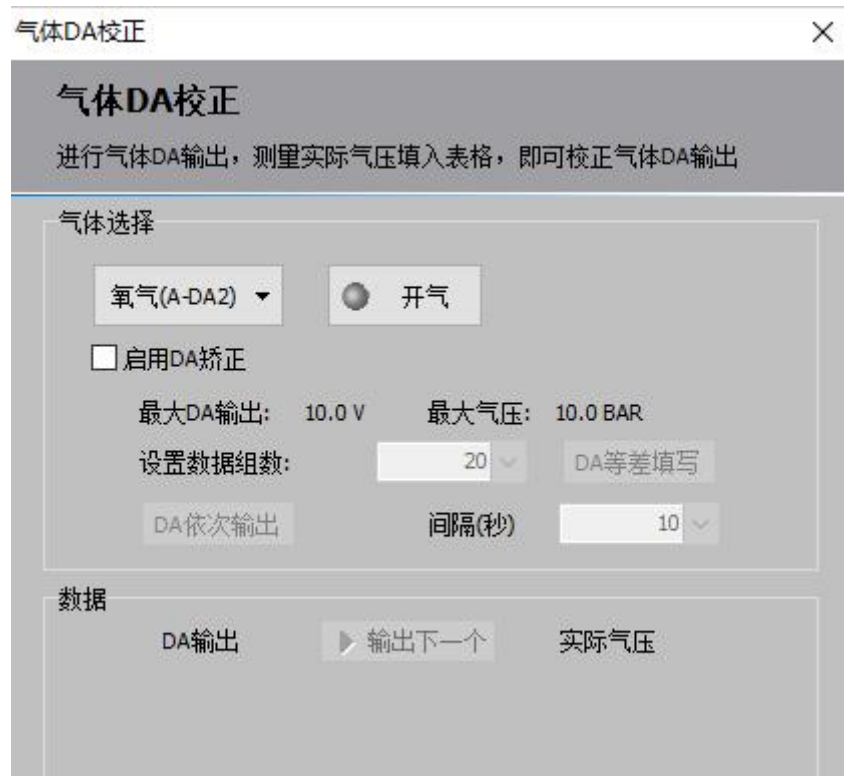 气体DA校正
气体DA校正
进行气体DA输出，测量实际气压填入表格，即可校正气体DA输出
气体选择
氧气(A-DA2) 开气
启用DA矫正
最大DA输出: 10.0 V 最大气压: 10.0 BAR
设置数据组数: 20 DA等差填写
DA依次输出 间隔(秒) 10
数据
DA输出 输出下一个 实际气压